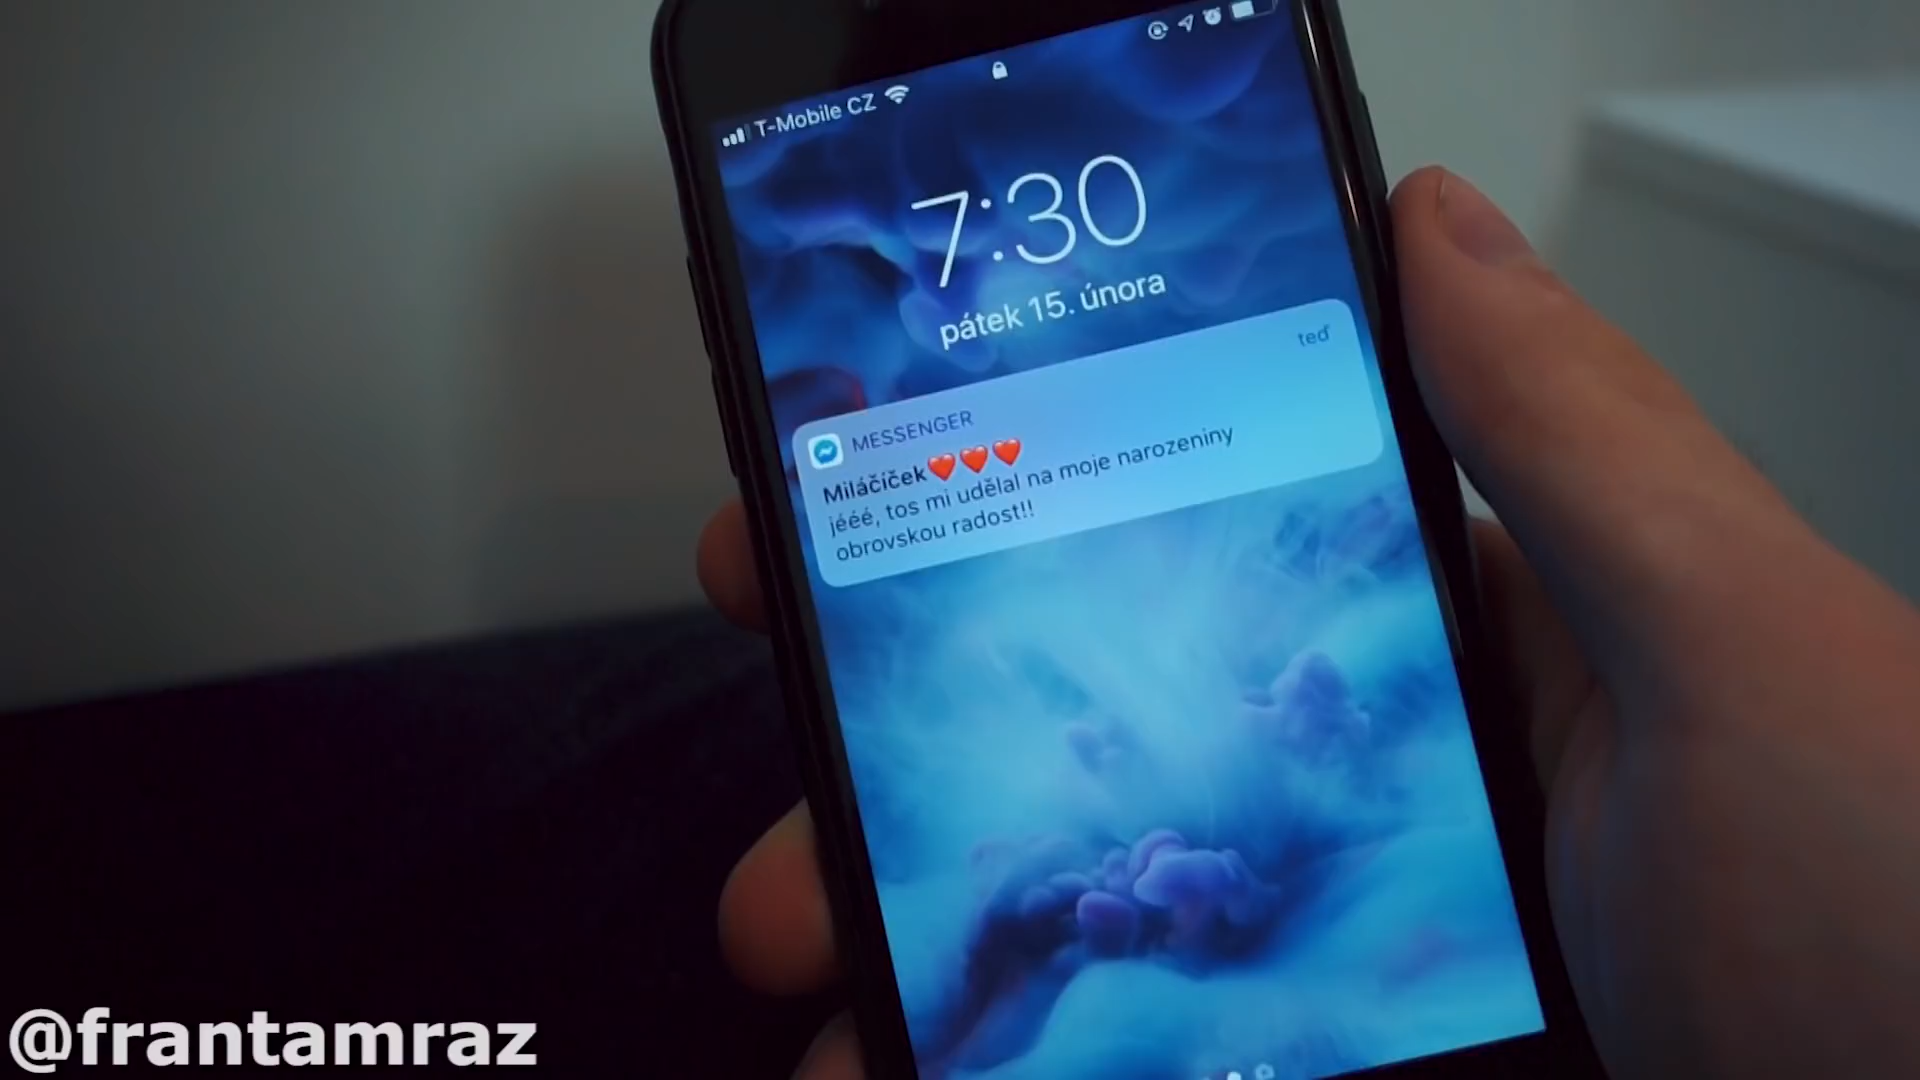 T-Mobile CZ
7:30
pátek 15. února
MESSENGER
teď
Miláčíček❤️❤️❤️
jééé, tos mi udělal na moje narozeniny
obrovskou radost!!
@frantamraz